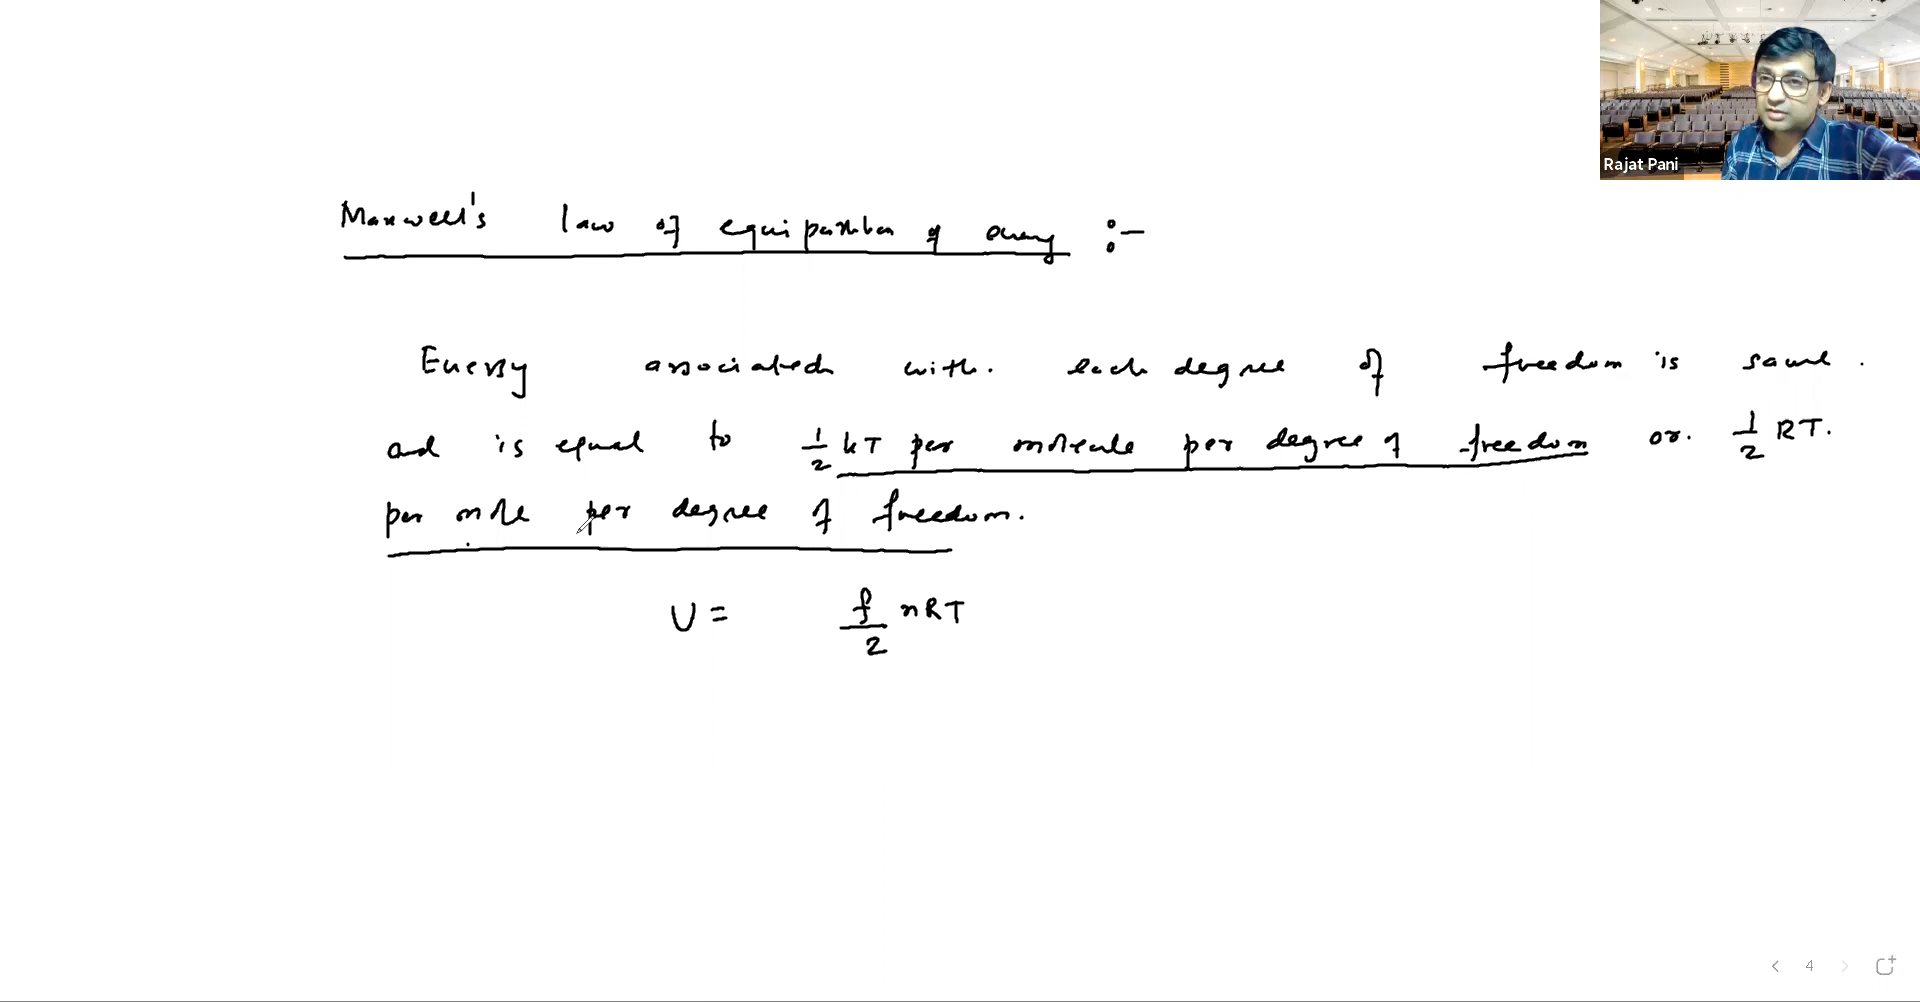 Rajat Pani
Maxwell's law of equipartition of energy :-
Energy associated with. each degree of freedom is same.
and is equal to 1/2 kT per molecule per degree of freedom or. 1/2 RT.
per mole per degree of freedom.
U = f/2 nRT
4